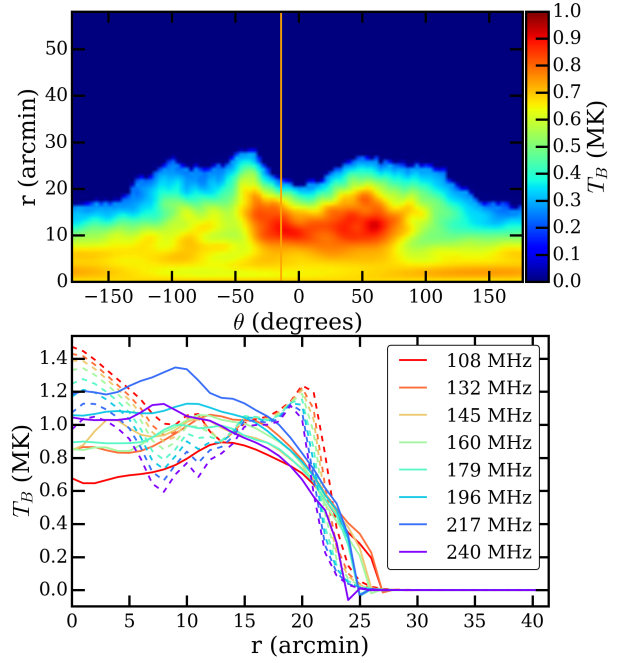 r (arcmin)
50
40
30
20
10
0
−150 −100 −50 0 50 100 150
θ (degrees)
1.0
0.9
0.8
0.7
0.6
0.5
0.4
0.3
0.2
0.1
0.0
T_B (MK)
T_B (MK)
1.4
1.2
1.0
0.8
0.6
0.4
0.2
0.0
108 MHz
132 MHz
145 MHz
160 MHz
179 MHz
196 MHz
217 MHz
240 MHz
0 5 10 15 20 25 30 35 40
r (arcmin)